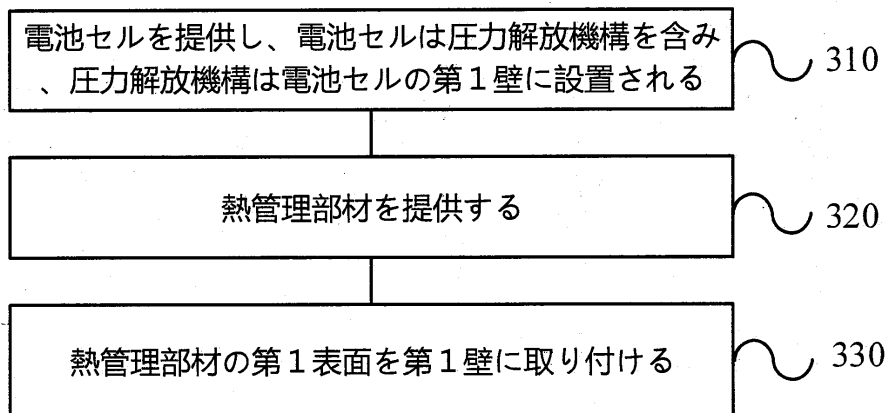 電池セルを提供し、電池セルは圧力解放機構を含み
、圧力解放機構は電池セルの第1壁に設置される
310
熱管理部材を提供する
320
熱管理部材の第1表面を第1壁に取り付ける
330